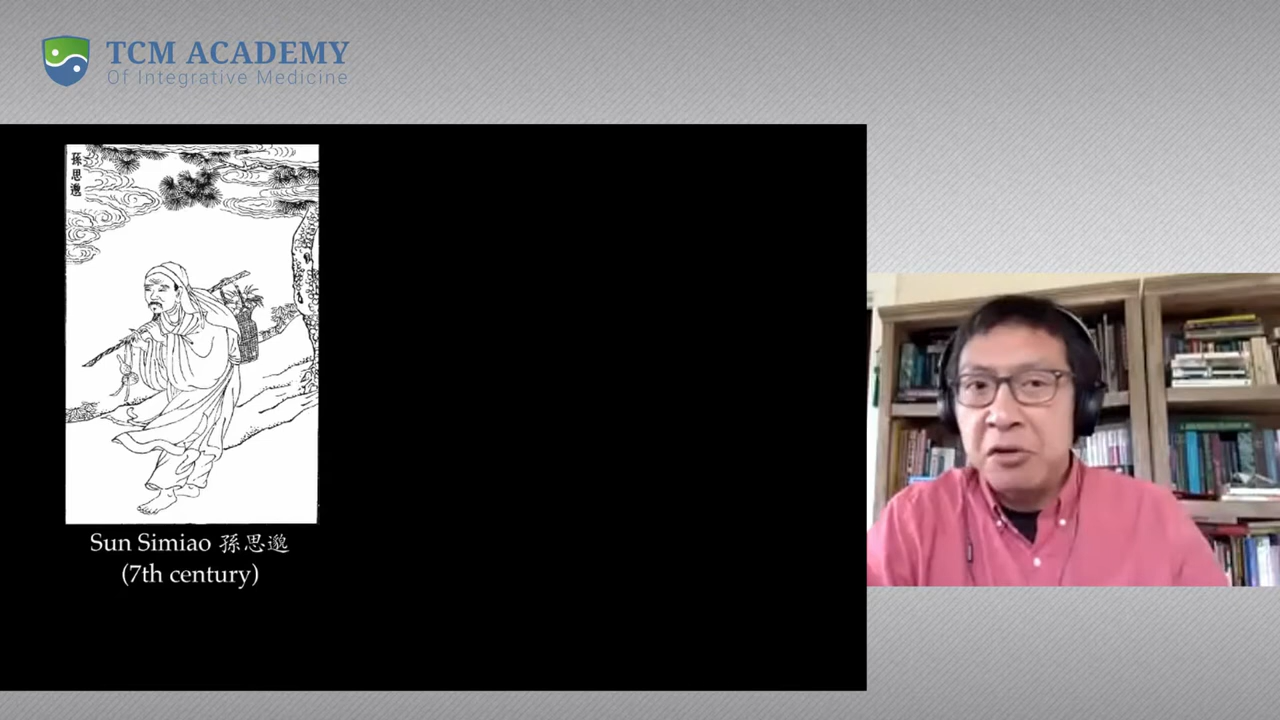 TCM ACADEMY
Of Integrative Medicine
孫思邈
Sun Simiao 孫思邈
(7th century)